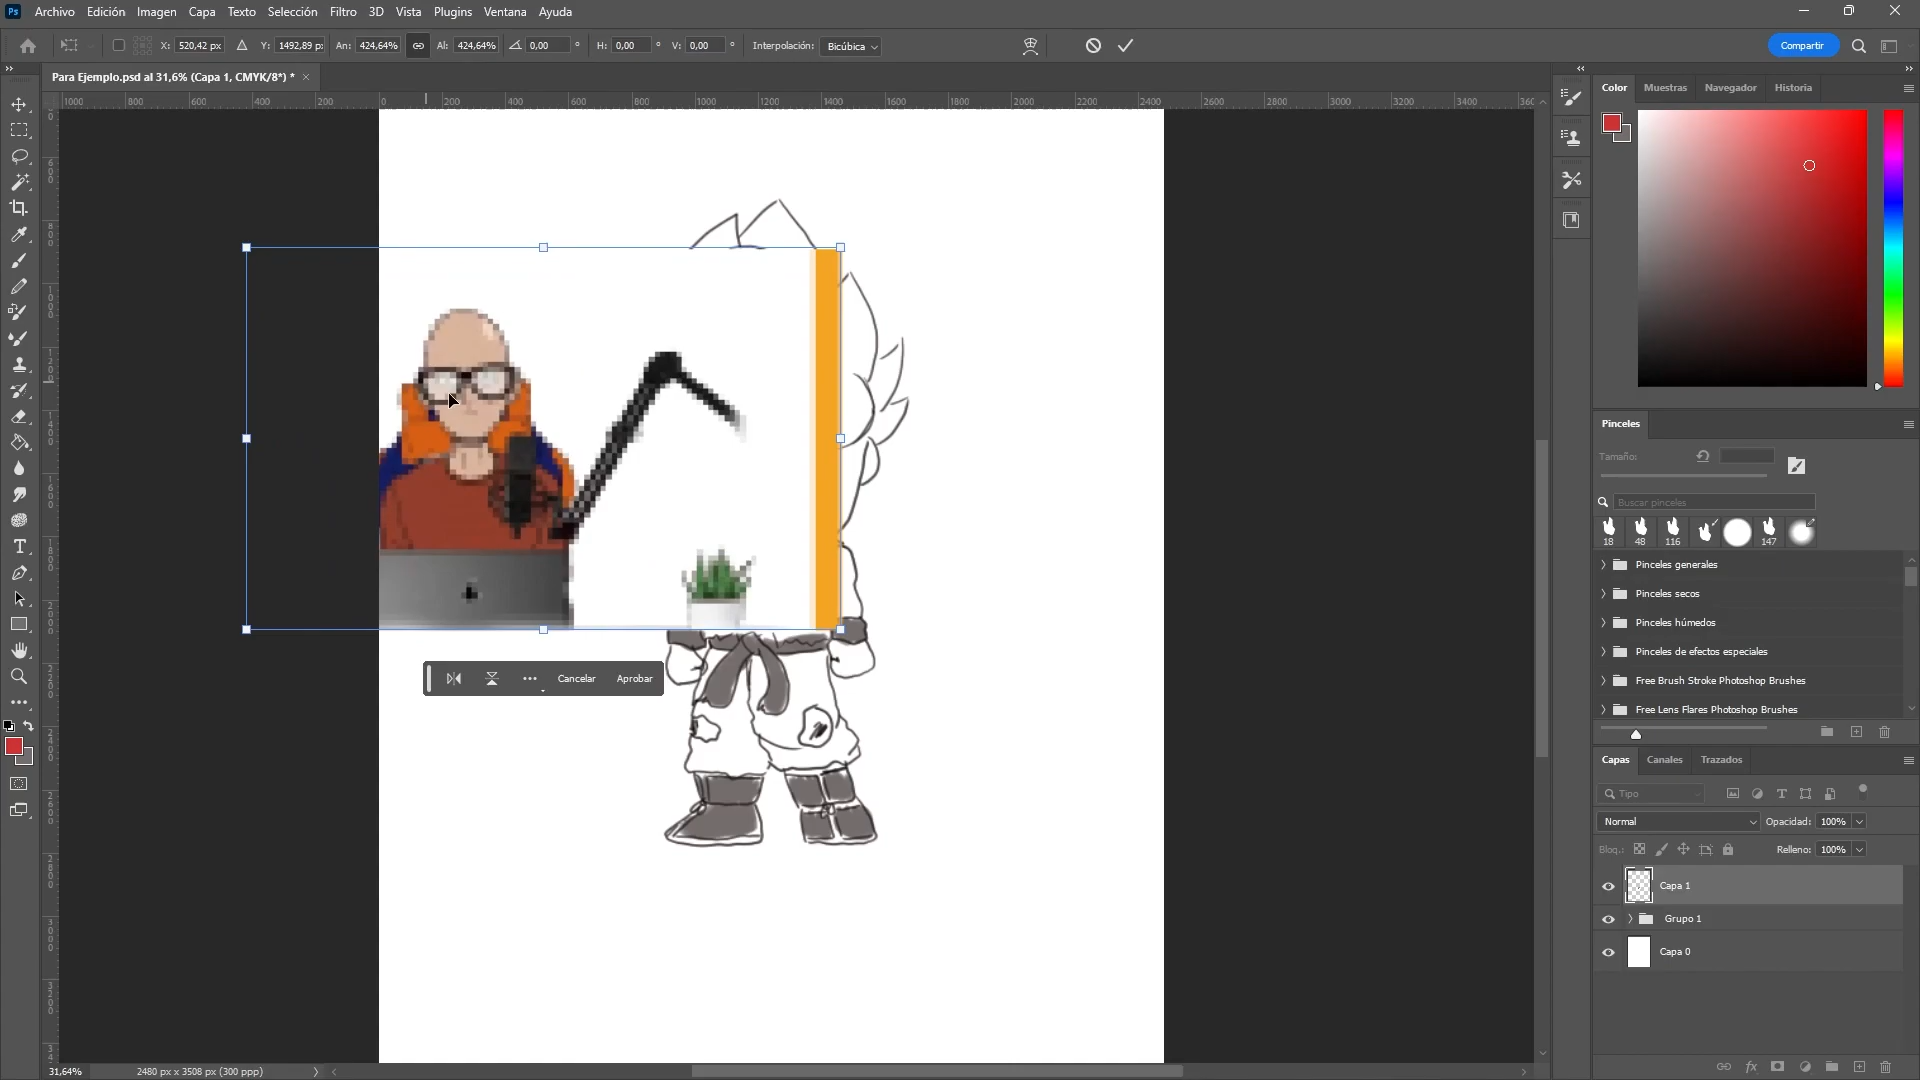 Ps Archivo Edición Imagen Capa Texto Selección Filtro 3D Vista Plugins Ventana Ayuda
X: 520,42 px Y: 1492,89 p: An: 424,64% Al: 424,64% 0,00 ° H: 0,00 ° V: 0,00 ° Interpolación: Bicúbica Compartir
Para Ejemplo.psd al 31,6% (Capa 1, CMYK/8*) * ×
1000 800 600 400 200 0 200 400 600 800 1000 1200 1400 1600 1800 2000 2200 2400 2600 2800 3000 3200 3400
Color Muestras Navegador Historia
Pinceles
Tamaño:
Buscar pinceles
18 48 116 147
Pinceles generales
Pinceles secos
Pinceles húmedos
Pinceles de efectos especiales
Free Brush Stroke Photoshop Brushes
Free Lens Flares Photoshop Brushes
Cancelar Aprobar
Capas Canales Trazados
Tipo
Normal Opacidad: 100%
Bloq.: Relleno: 100%
Capa 1
Grupo 1
Capa 0
31,64% 2480 px x 3508 px (300 ppp)